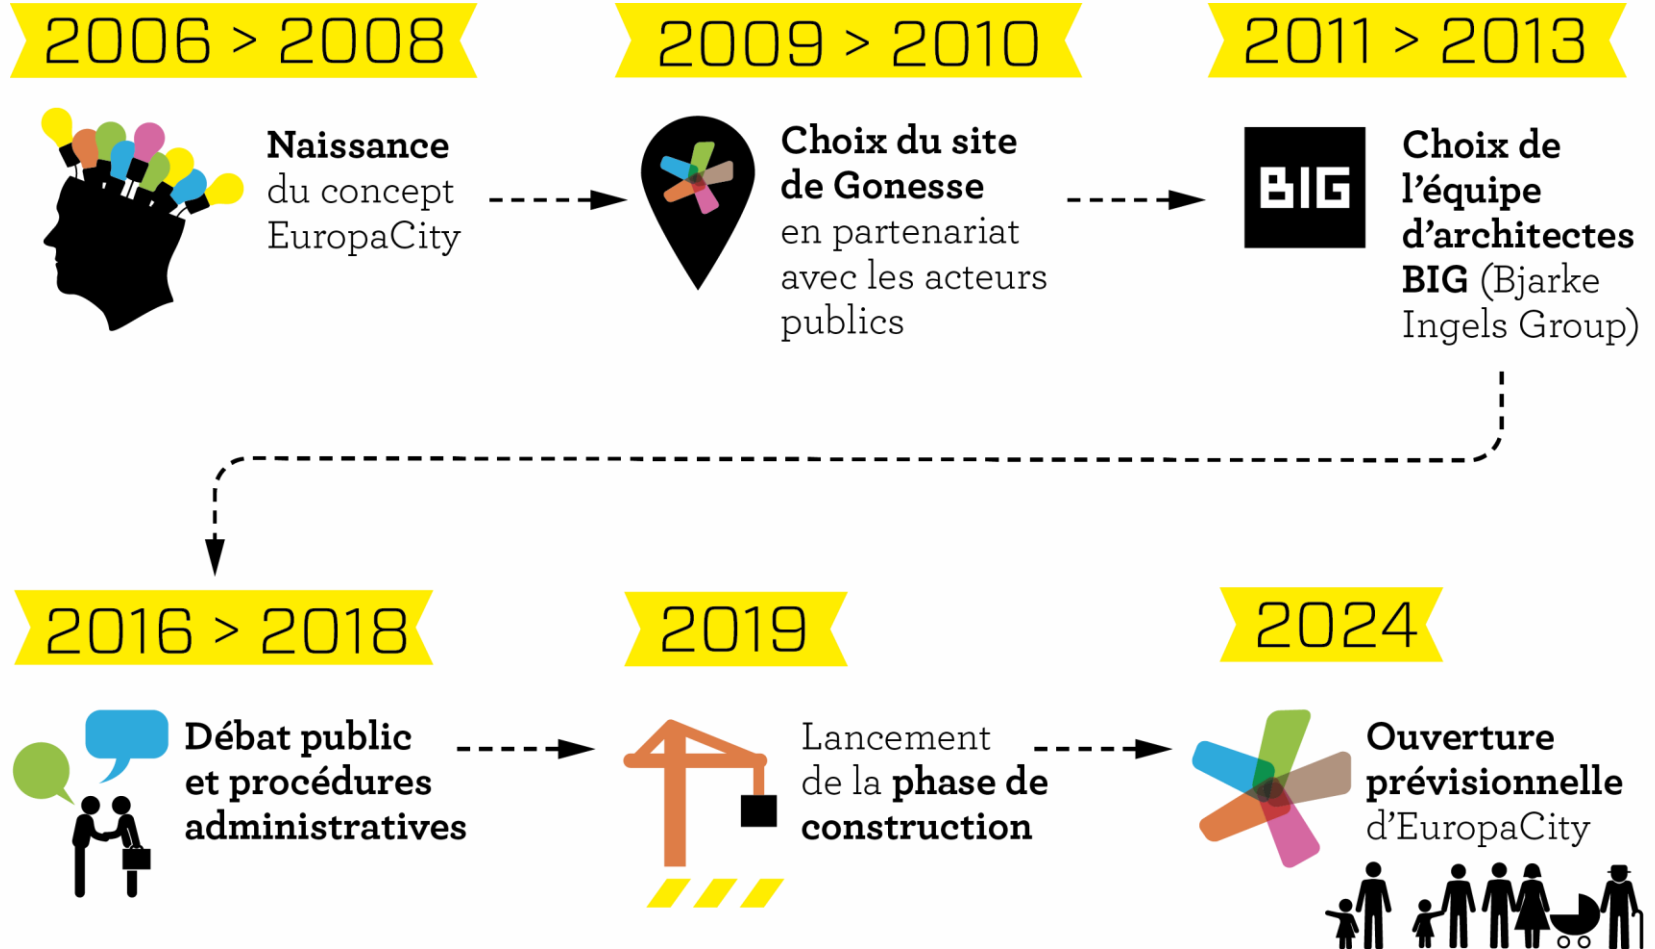 2006 > 2008
Naissance
du concept
EuropaCity
2009 > 2010
Choix du site
de Gonesse
en partenariat
avec les acteurs
publics
2011 > 2013
BIG
Choix de
l’équipe
d’architectes
BIG (Bjarke
Ingels Group)
2016 > 2018
Débat public
et procédures
administratives
2019
Lancement
de la phase de
construction
2024
Ouverture
prévisionnelle
d’EuropaCity